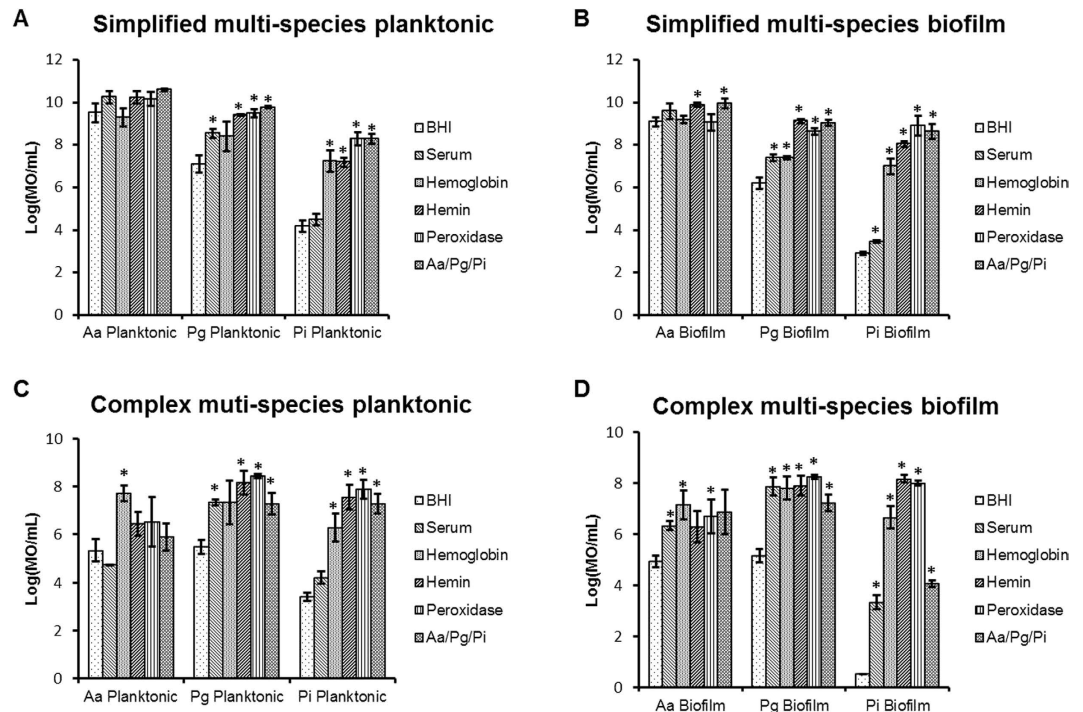 A
Simplified multi-species planktonic
Log(MO/mL)
12
10
8
6
4
2
0
* * * *
* * * *
Aa Planktonic Pg Planktonic Pi Planktonic
BHI
Serum
Hemoglobin
Hemin
Peroxidase
Aa/Pg/Pi
B
Simplified multi-species biofilm
Log(MO/mL)
12
10
8
6
4
2
0
* *
* * * * *
* * * * *
Aa Biofilm Pg Biofilm Pi Biofilm
BHI
Serum
Hemoglobin
Hemin
Peroxidase
Aa/Pg/Pi
C
Complex muti-species planktonic
Log(MO/mL)
10
8
6
4
2
0
*
* * * *
* * * *
Aa Planktonic Pg Planktonic Pi Planktonic
BHI
Serum
Hemoglobin
Hemin
Peroxidase
Aa/Pg/Pi
D
Complex multi-species biofilm
Log(MO/mL)
10
8
6
4
2
0
* * *
* * * * *
* * * * *
Aa Biofilm Pg Biofilm Pi Biofilm
BHI
Serum
Hemoglobin
Hemin
Peroxidase
Aa/Pg/Pi